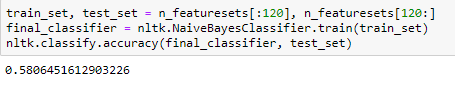 train_set, test_set = n_featuresets[:120], n_featuresets[120:]
final_classifier = nltk.NaiveBayesClassifier.train(train_set)
nltk.classify.accuracy(final_classifier, test_set)
0.5806451612903226